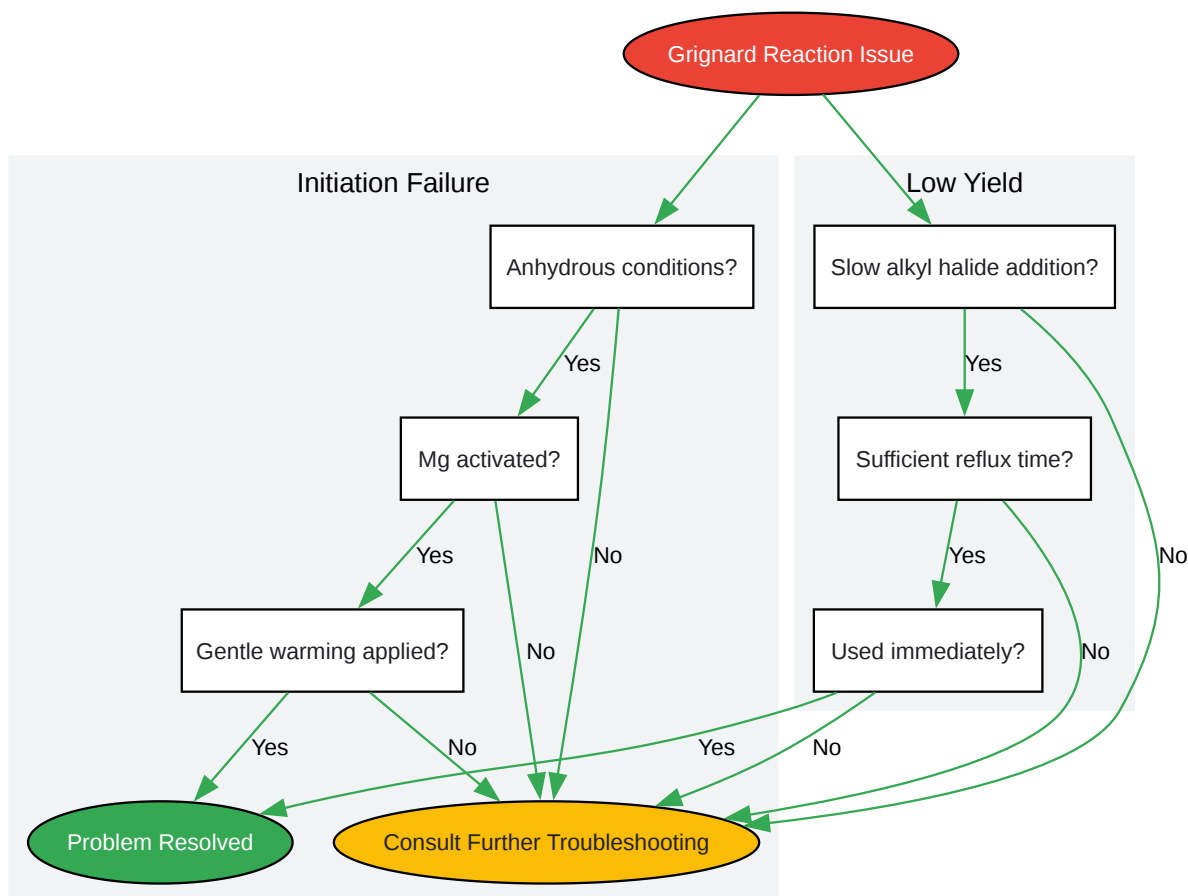 Grignard Reaction Issue
Initiation Failure
Low Yield
Anhydrous conditions?
Slow alkyl halide addition?
Yes
Yes
Mg activated?
Sufficient reflux time?
Yes
No
Yes
No
Gentle warming applied?
No
Used immediately?
No
Yes
No
Yes
No
Problem Resolved
Consult Further Troubleshooting